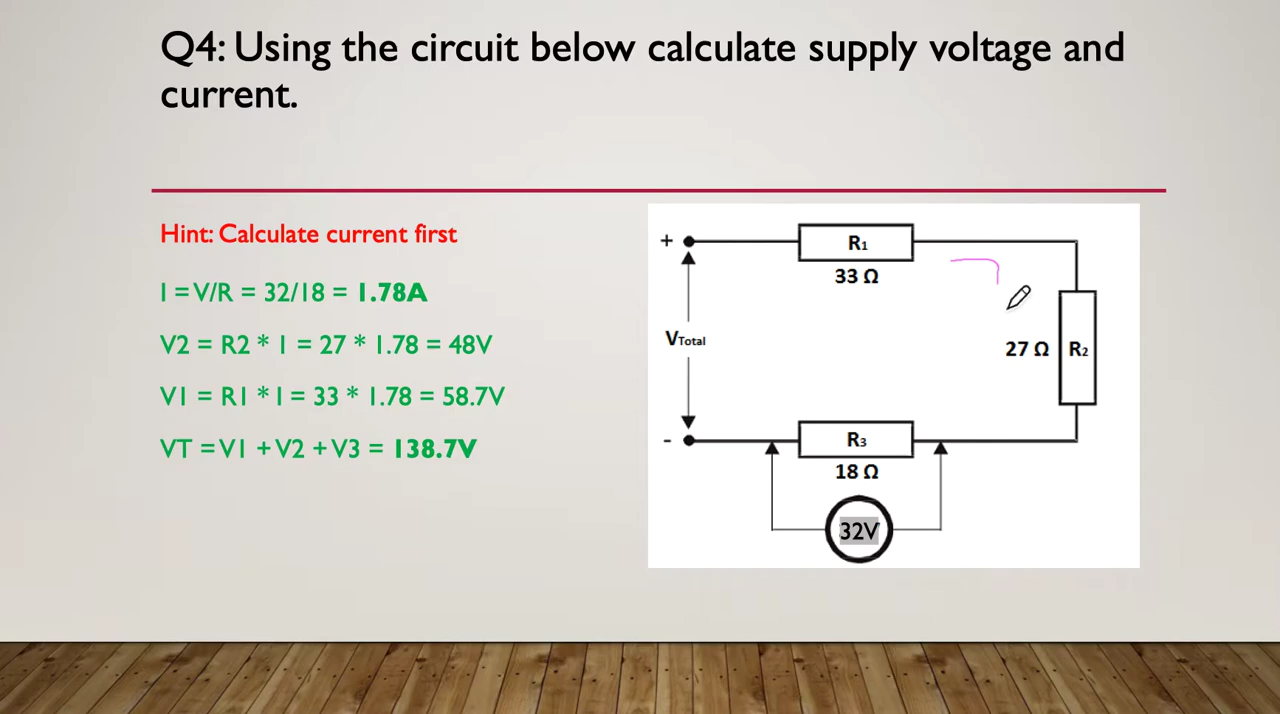 Q4: Using the circuit below calculate supply voltage and
current.
Hint: Calculate current first
I = V/R = 32/18 = 1.78A
V2 = R2 * I = 27 * 1.78 = 48V
V1 = R1 * I = 33 * 1.78 = 58.7V
VT = V1 + V2 + V3 = 138.7V
+
R1
33 Ω
VTotal
27 Ω R2
-
R3
18 Ω
32V